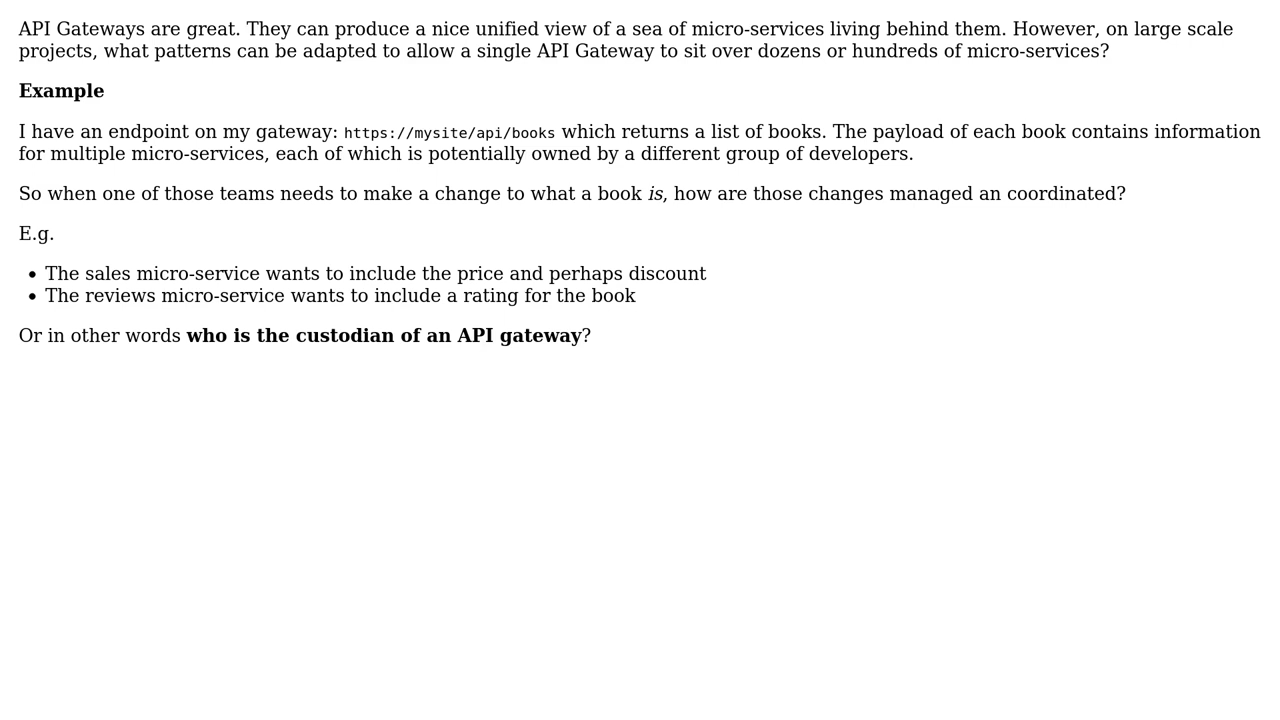 API Gateways are great. They can produce a nice unified view of a sea of micro-services living behind them. However, on large scale
projects, what patterns can be adapted to allow a single API Gateway to sit over dozens or hundreds of micro-services?
Example
I have an endpoint on my gateway: https://mysite/api/books which returns a list of books. The payload of each book contains information
for multiple micro-services, each of which is potentially owned by a different group of developers.
So when one of those teams needs to make a change to what a book is, how are those changes managed an coordinated?
E.g.
• The sales micro-service wants to include the price and perhaps discount
• The reviews micro-service wants to include a rating for the book
Or in other words who is the custodian of an API gateway?